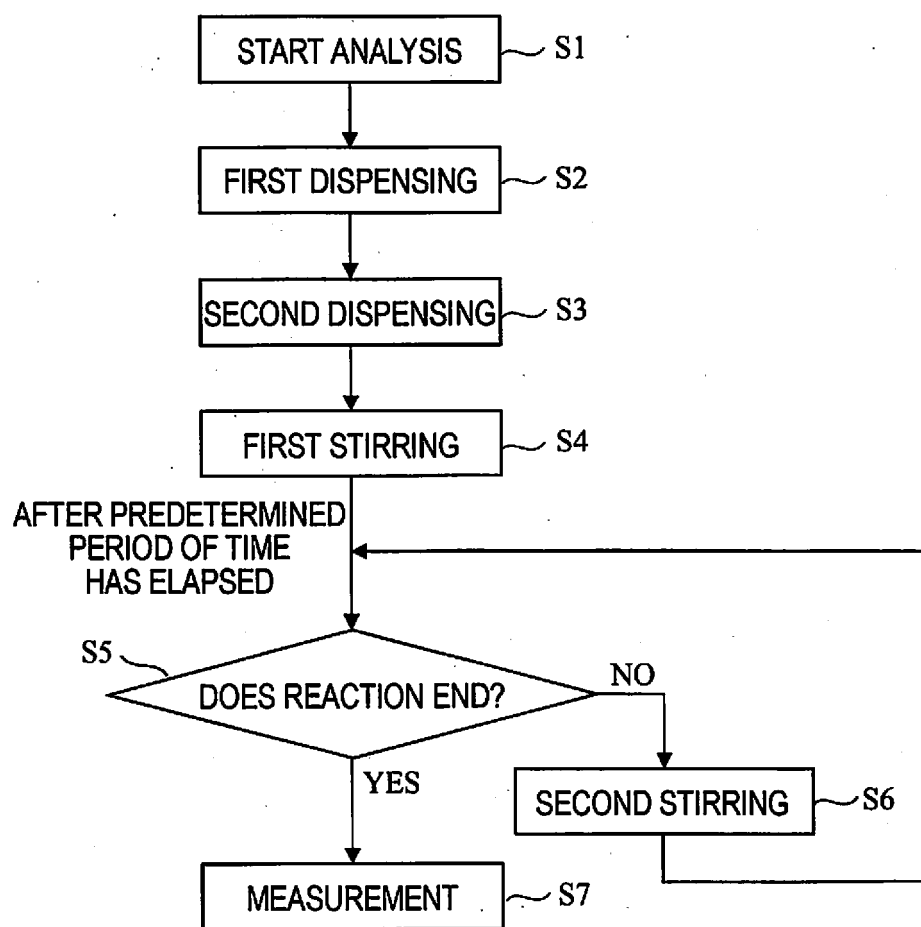 START ANALYSIS
S1
FIRST DISPENSING
S2
SECOND DISPENSING
S3
FIRST STIRRING
S4
AFTER PREDETERMINED
PERIOD OF TIME
HAS ELAPSED
S5
DOES REACTION END?
NO
YES
SECOND STIRRING
S6
MEASUREMENT
S7